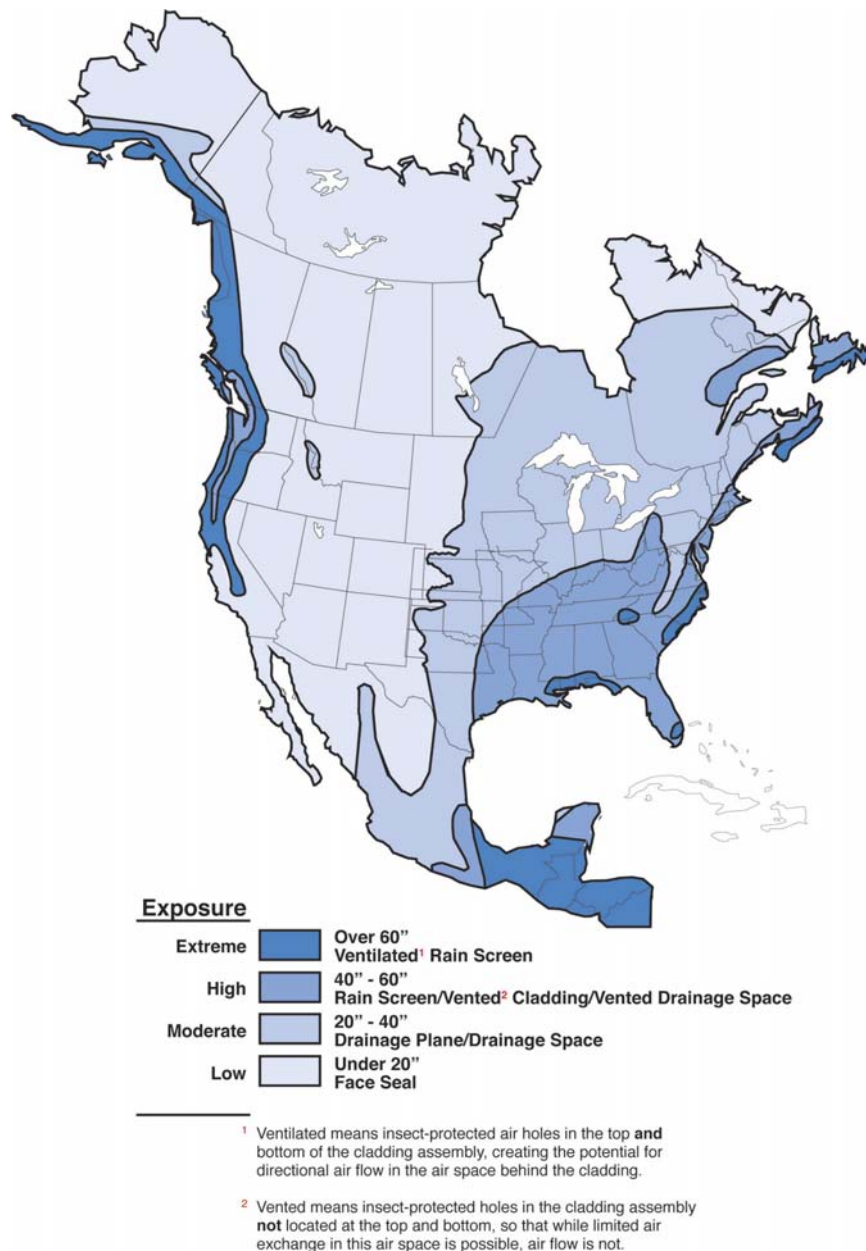 Exposure
Extreme
Over 60”
Ventilated¹ Rain Screen
High
40” - 60”
Rain Screen/Vented² Cladding/Vented Drainage Space
Moderate
20” - 40”
Drainage Plane/Drainage Space
Low
Under 20”
Face Seal
¹ Ventilated means insect-protected air holes in the top and
bottom of the cladding assembly, creating the potential for
directional air flow in the air space behind the cladding.
² Vented means insect-protected holes in the cladding assembly
not located at the top and bottom, so that while limited air
exchange in this air space is possible, air flow is not.